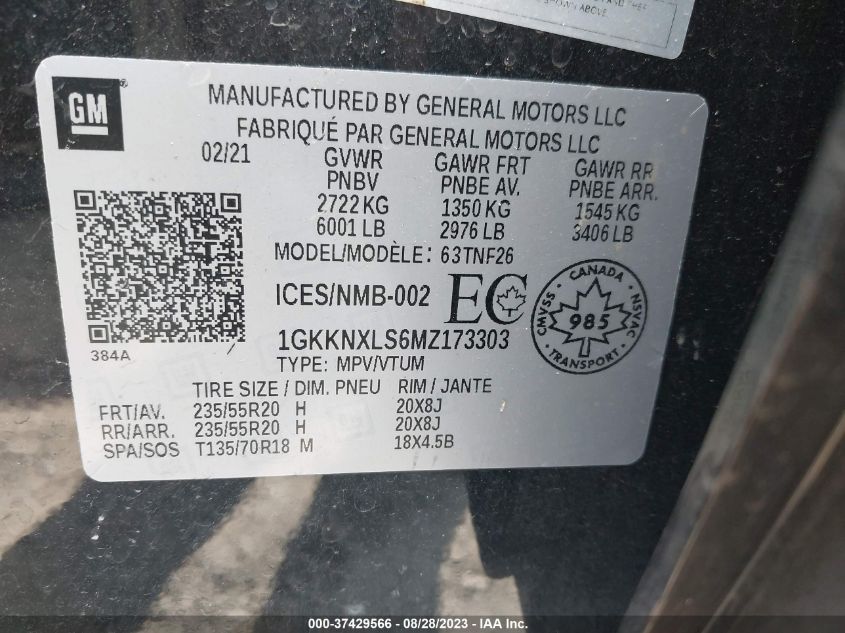 SHOWN ABOVE
GM®
MANUFACTURED BY GENERAL MOTORS LLC
FABRIQUÉ PAR GENERAL MOTORS LLC
02/21 GVWR GAWR FRT GAWR RR
PNBV PNBE AV. PNBE ARR.
2722 KG 1350 KG 1545 KG
6001 LB 2976 LB 3406 LB
MODEL/MODÈLE: 63TNF26
ICES/NMB-002 EC
CANADA
CMVSS 985 NSVAC
1GKKNXLS6MZ173303
384A
TYPE: MPV/VTUM
TIRE SIZE / DIM. PNEU RIM / JANTE
FRT/AV. 235/55R20 H 20X8J
RR/ARR. 235/55R20 H 20X8J
SPA/SOS T135/70R18 M 18X4.5B
000-37429566 - 08/28/2023 - IAA Inc.